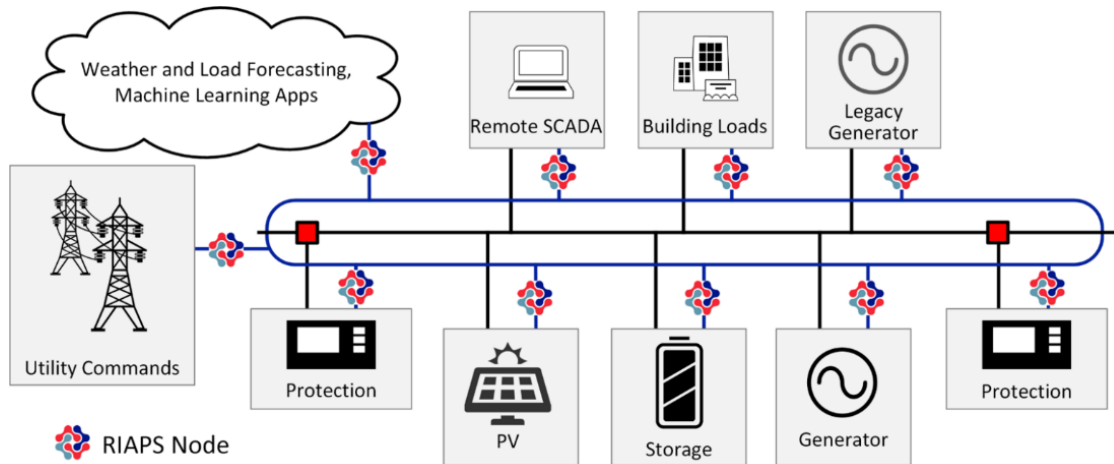 Weather and Load Forecasting,
Machine Learning Apps
Remote SCADA
Building Loads
Legacy
Generator
Utility Commands
Protection
PV
Storage
Generator
Protection
RIAPS Node